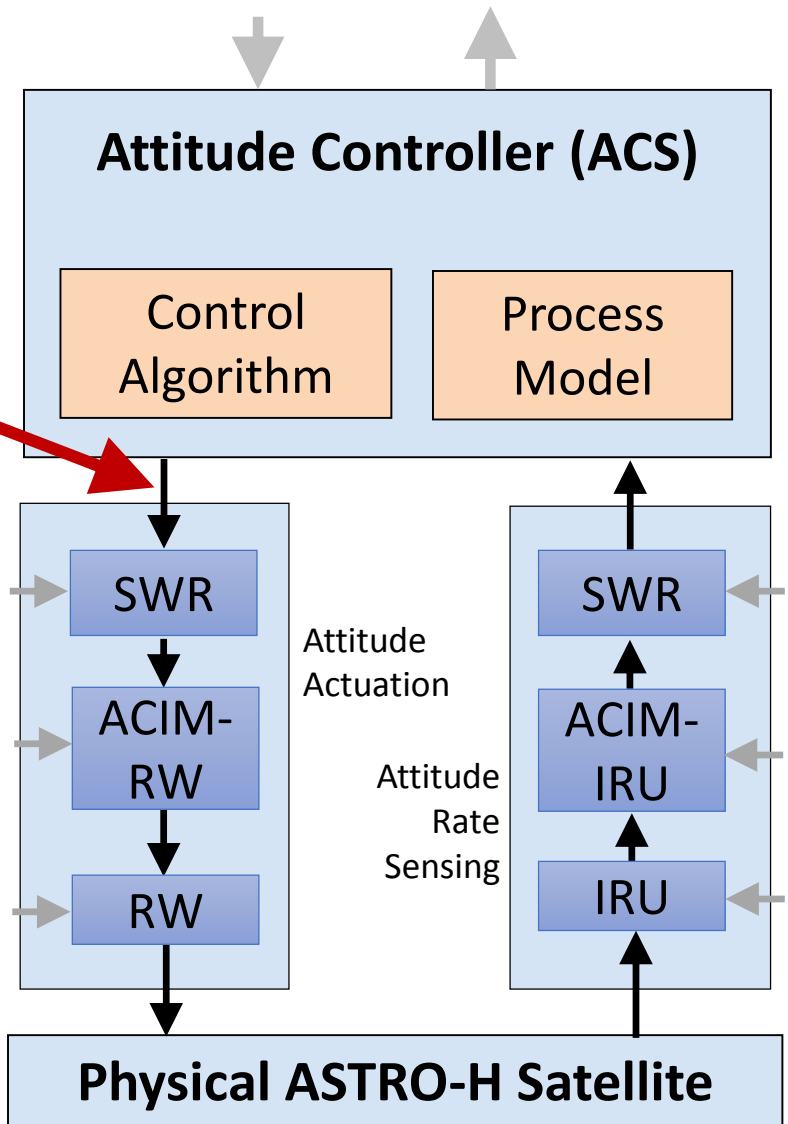 Attitude Controller (ACS)
Control
Algorithm
Process
Model
SWR
ACIM-
RW
RW
Attitude
Actuation
Attitude
Rate
Sensing
SWR
ACIM-
IRU
IRU
Physical ASTRO-H Satellite